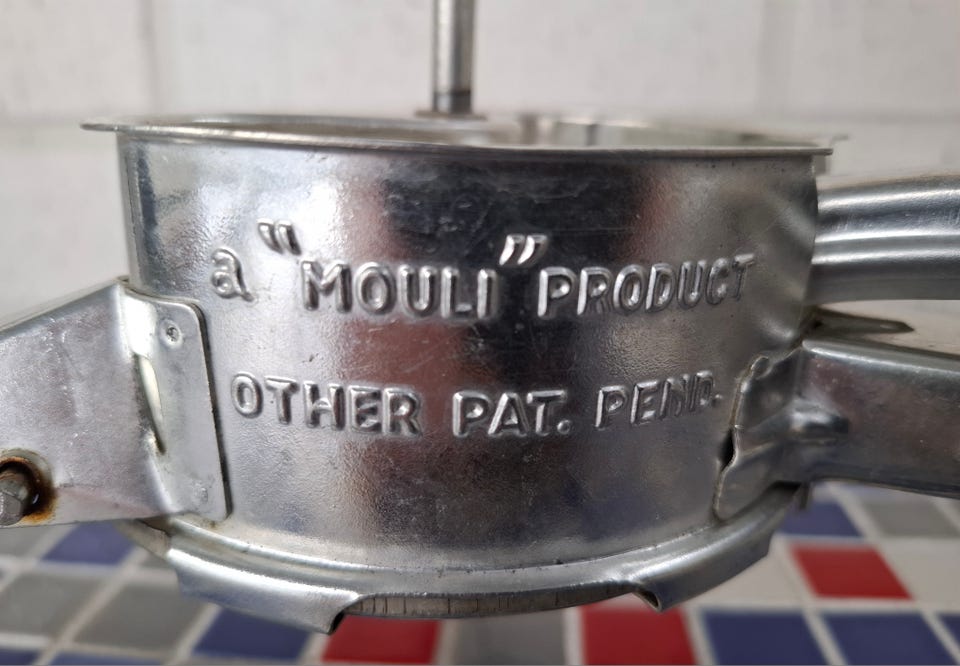 a "MOULI" PRODUCT
OTHER PAT. PEND.